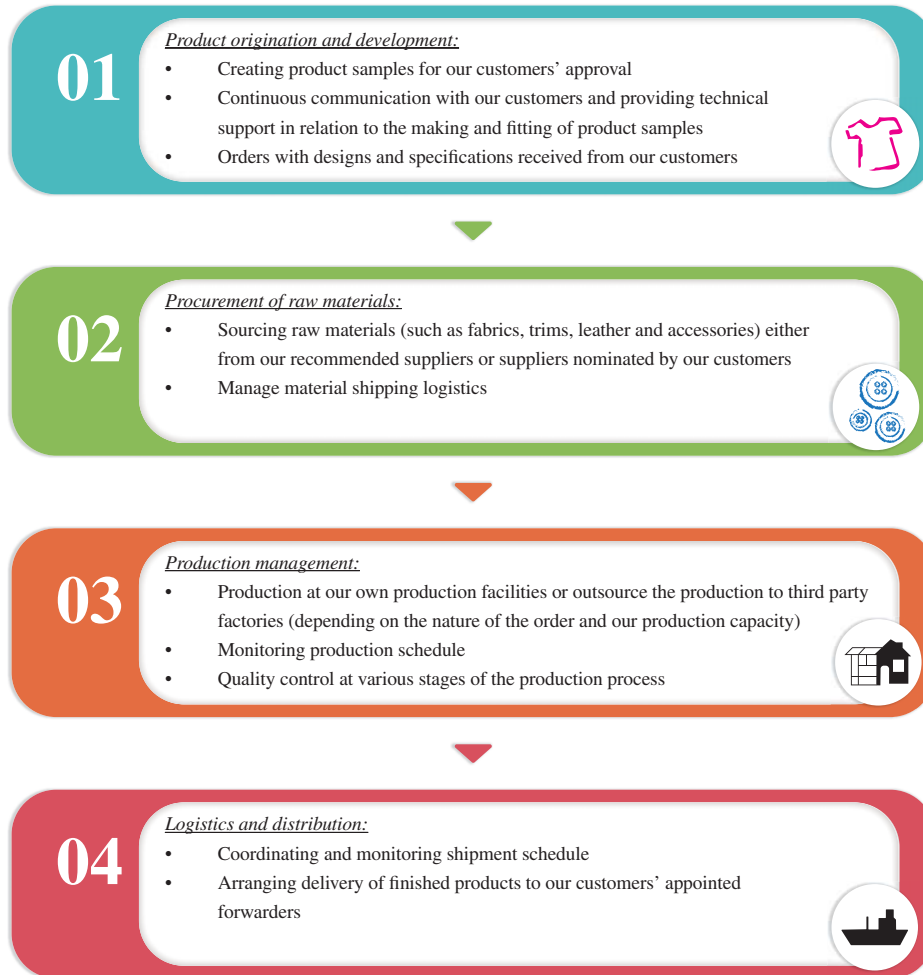 01
Product origination and development:
• Creating product samples for our customers’ approval
• Continuous communication with our customers and providing technical
support in relation to the making and fitting of product samples
• Orders with designs and specifications received from our customers
02
Procurement of raw materials:
• Sourcing raw materials (such as fabrics, trims, leather and accessories) either
from our recommended suppliers or suppliers nominated by our customers
• Manage material shipping logistics
03
Production management:
• Production at our own production facilities or outsource the production to third party
factories (depending on the nature of the order and our production capacity)
• Monitoring production schedule
• Quality control at various stages of the production process
04
Logistics and distribution:
• Coordinating and monitoring shipment schedule
• Arranging delivery of finished products to our customers’ appointed
forwarders